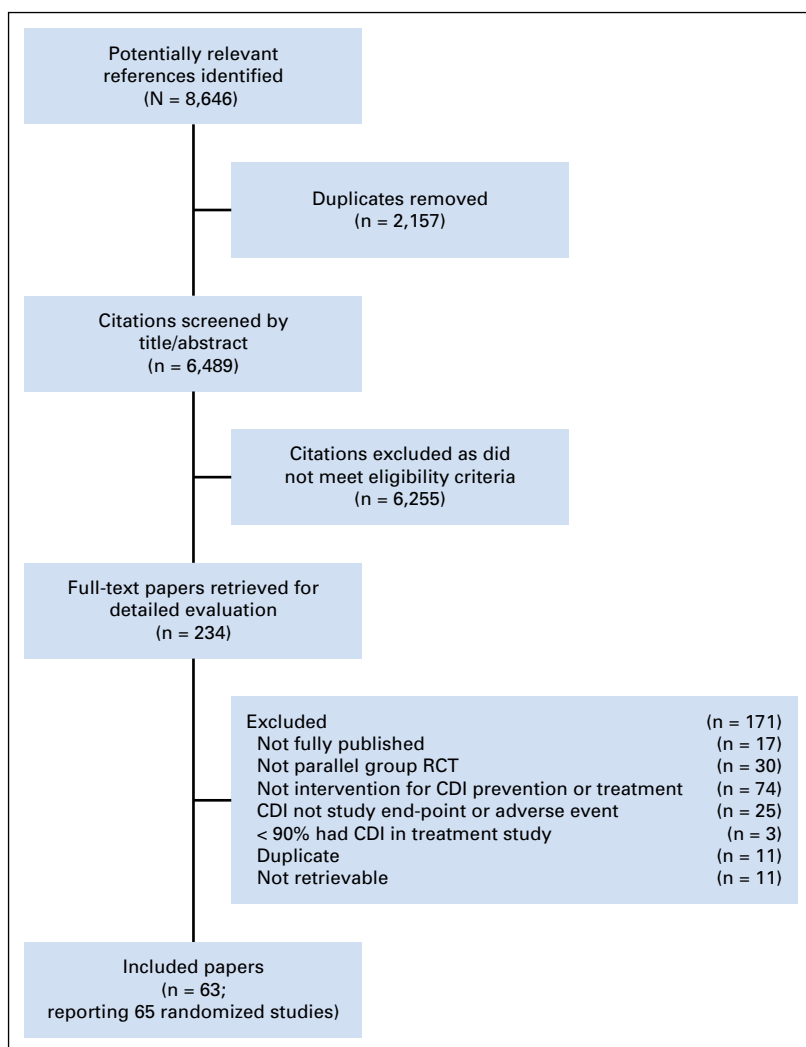 Potentially relevant
references identified
(N = 8,646)
Duplicates removed
(n = 2,157)
Citations screened by
title/abstract
(n = 6,489)
Citations excluded as did
not meet eligibility criteria
(n = 6,255)
Full-text papers retrieved for
detailed evaluation
(n = 234)
Excluded (n = 171)
Not fully published (n = 17)
Not parallel group RCT (n = 30)
Not intervention for CDI prevention or treatment (n = 74)
CDI not study end-point or adverse event (n = 25)
< 90% had CDI in treatment study (n = 3)
Duplicate (n = 11)
Not retrievable (n = 11)
Included papers
(n = 63;
reporting 65 randomized studies)